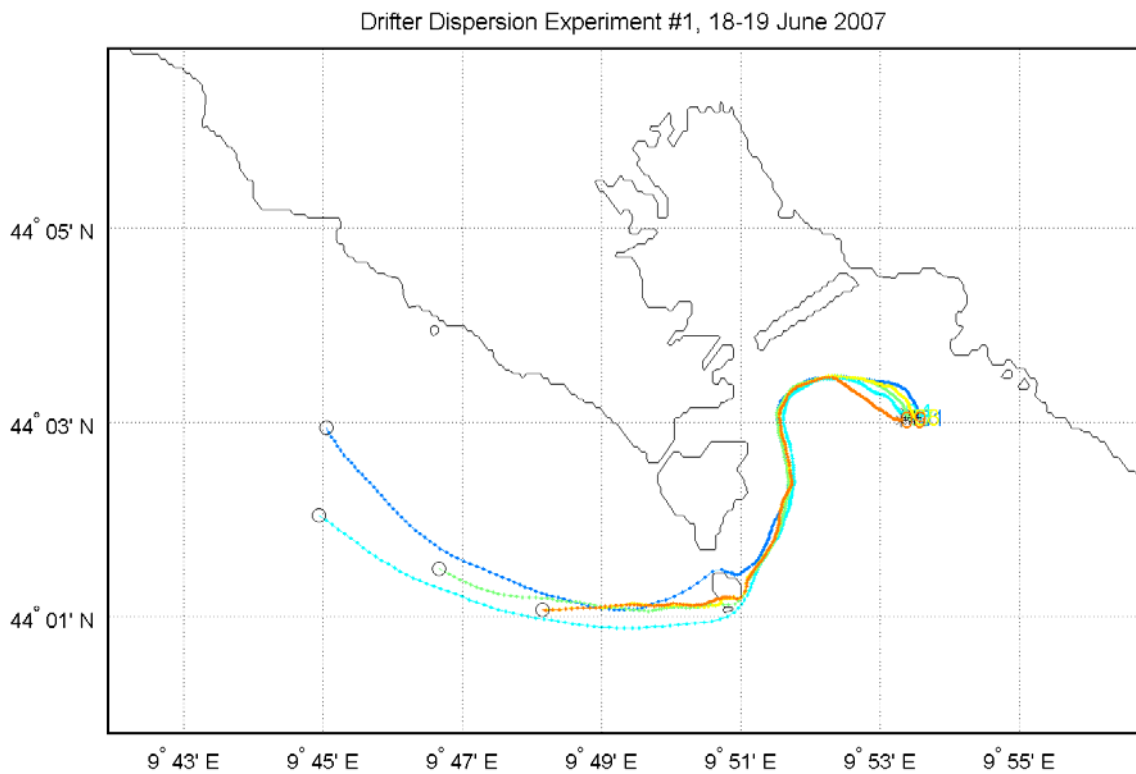 Drifter Dispersion Experiment #1, 18-19 June 2007
44° 05' N
44° 03' N
44° 01' N
9° 43' E 9° 45' E 9° 47' E 9° 49' E 9° 51' E 9° 53' E 9° 55' E